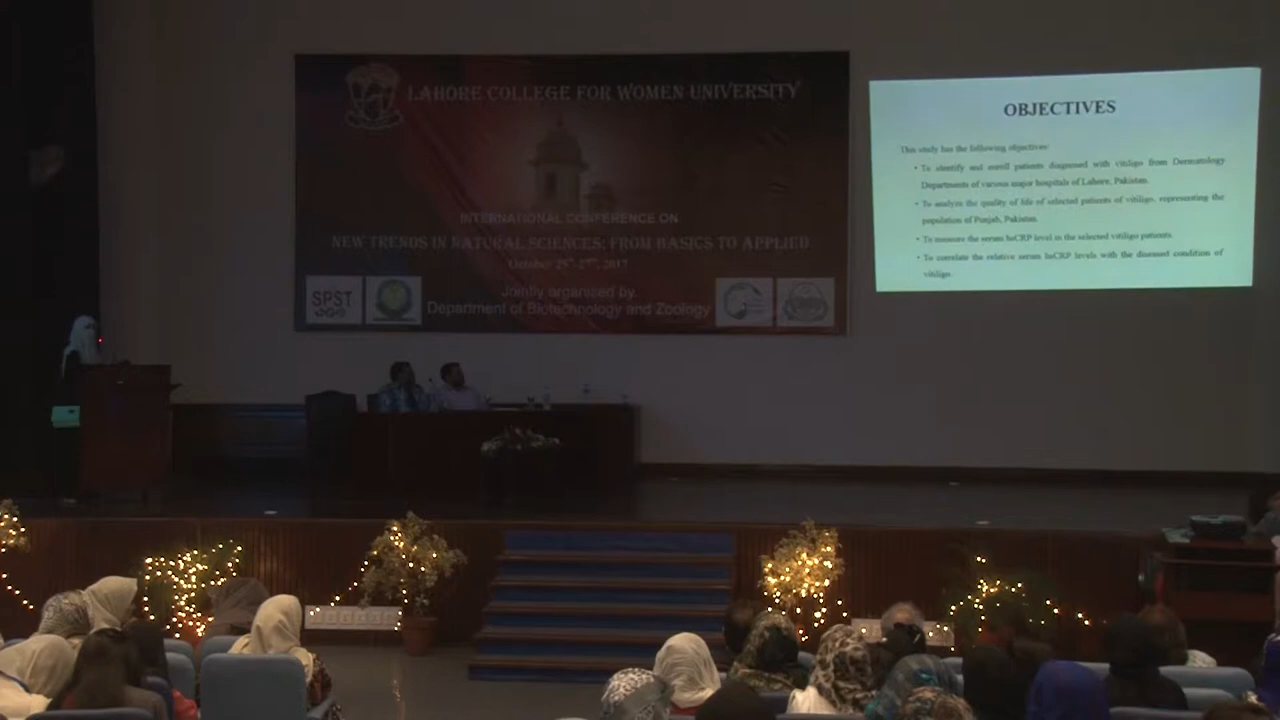 LAHORE COLLEGE FOR WOMEN UNIVERSITY
INTERNATIONAL CONFERENCE ON
NEW TRENDS IN NATURAL SCIENCES; FROM BASICS TO APPLIED
October 25th-27th, 2017
Jointly organized by
Department of Biotechnology and Zoology
SPST
OBJECTIVES
This study has the following objectives:
• To identify and enroll patients diagnosed with vitiligo from Dermatology
Departments of various major hospitals of Lahore, Pakistan.
• To analyze the quality of life of selected patients of vitiligo, representing the
population of Punjab, Pakistan.
• To measure the serum hsCRP level in the selected vitiligo patients.
• To correlate the relative serum hsCRP levels with the diseased condition of
vitiligo.